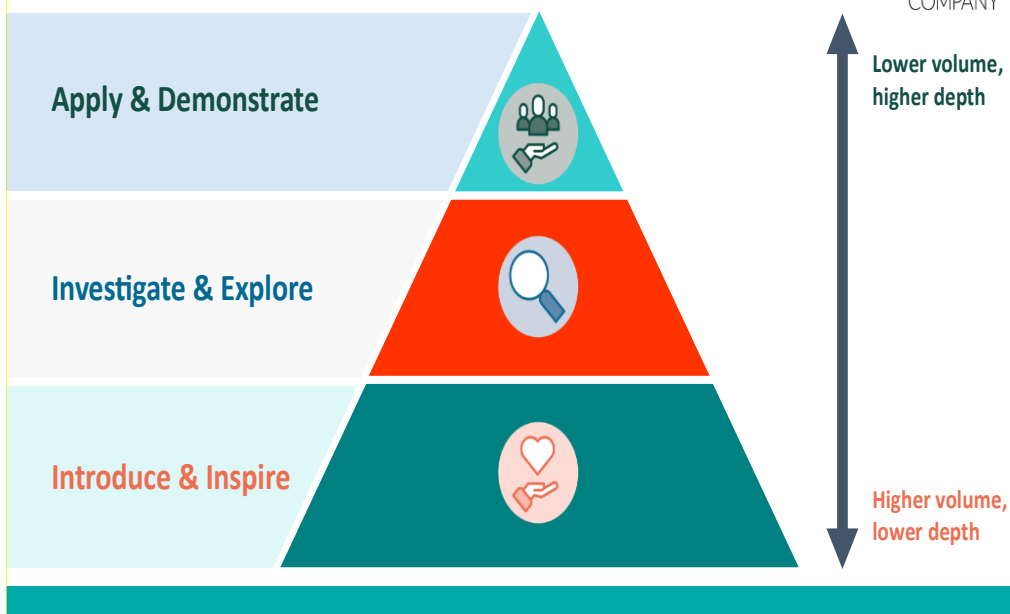 COMPANY
Lower volume,
higher depth
Apply & Demonstrate
Investigate & Explore
Introduce & Inspire
Higher volume,
lower depth